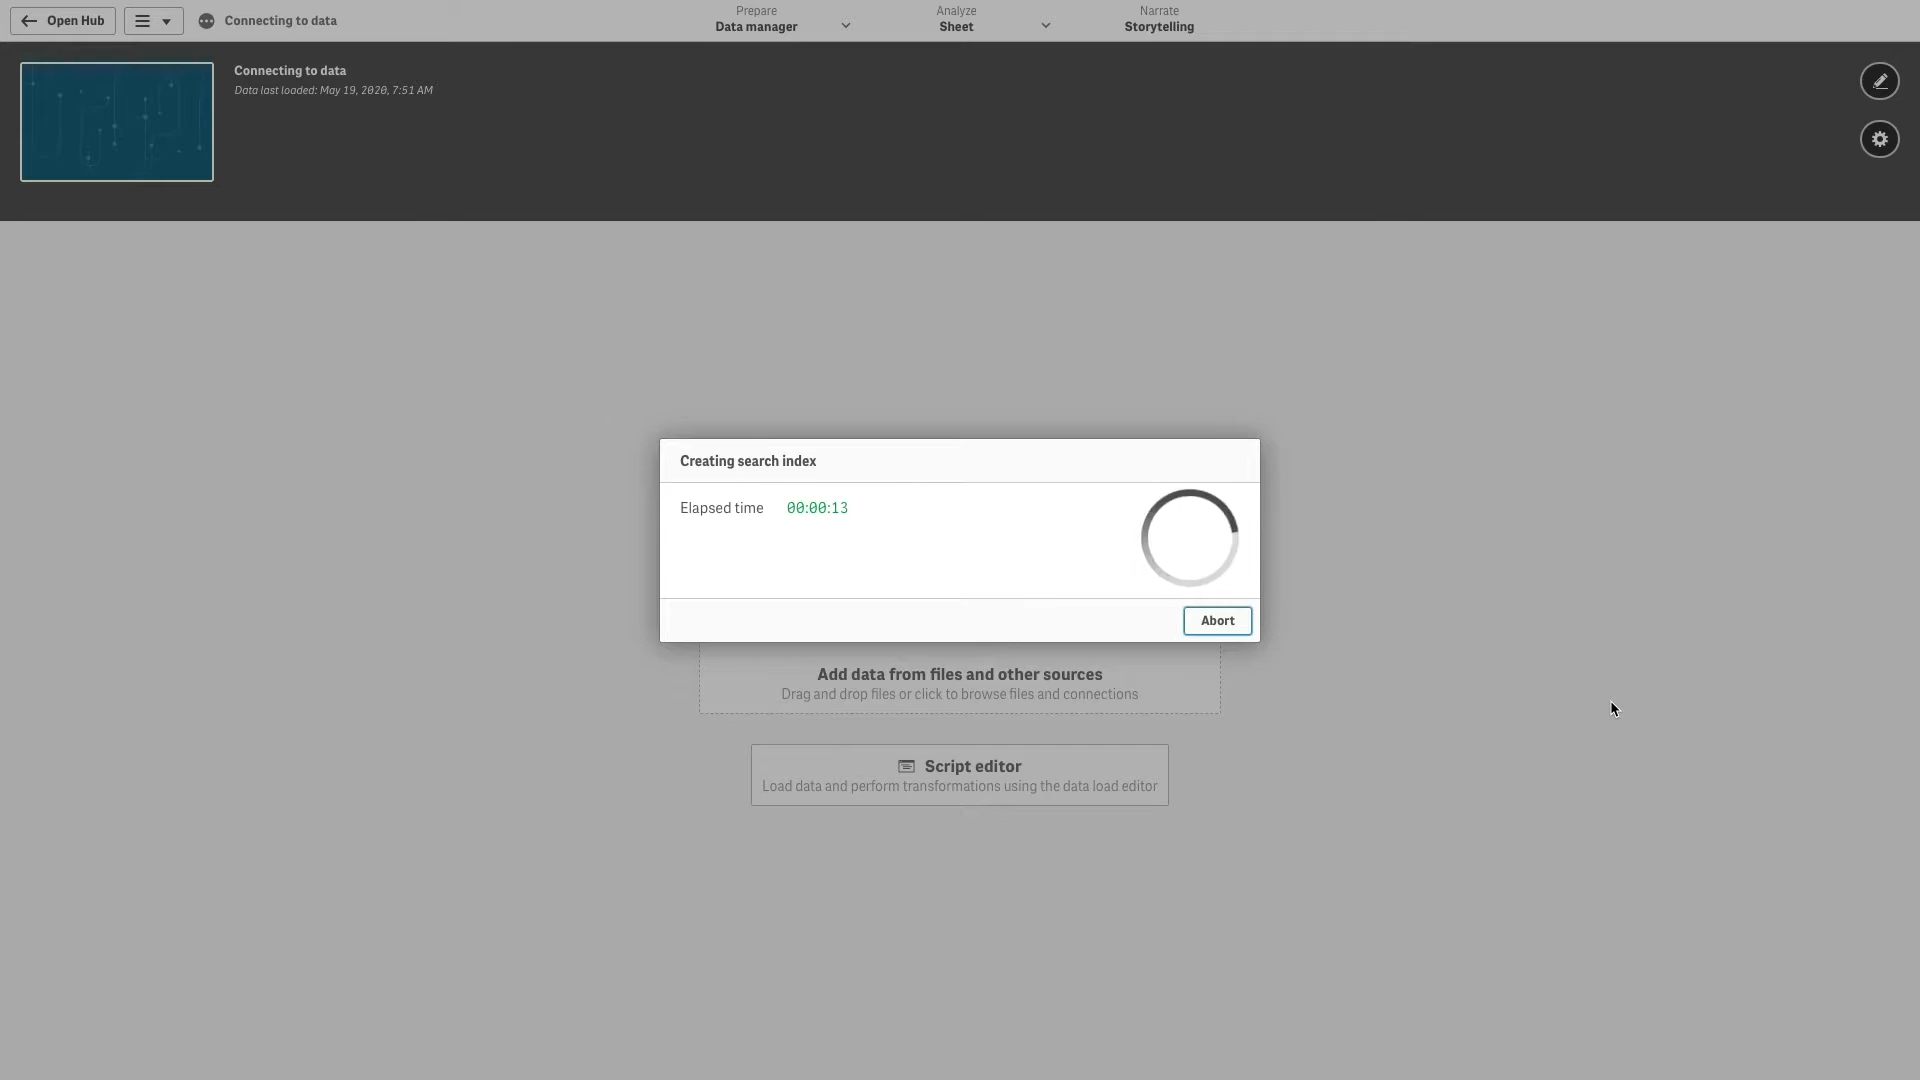 Open Hub
Connecting to data
Prepare
Data manager
Analyze
Sheet
Narrate
Storytelling
Connecting to data
Data last loaded: May 19, 2020, 7:51 AM
Creating search index
Elapsed time 00:00:13
Abort
Add data from files and other sources
Drag and drop files or click to browse files and connections
Script editor
Load data and perform transformations using the data load editor